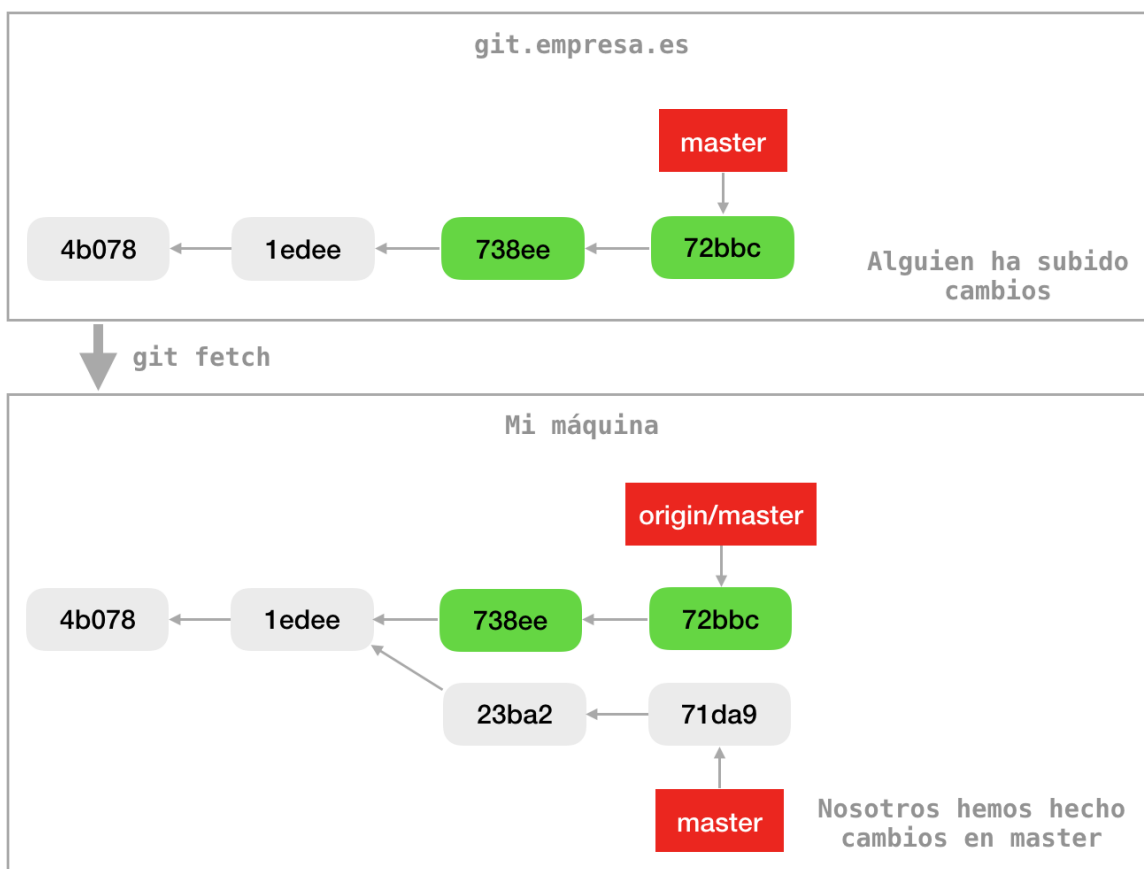 git.empresa.es
master
4b078
1edee
738ee
72bbc
Alguien ha subido
cambios
git fetch
Mi máquina
origin/master
4b078
1edee
738ee
72bbc
23ba2
71da9
master
Nosotros hemos hecho
cambios en master